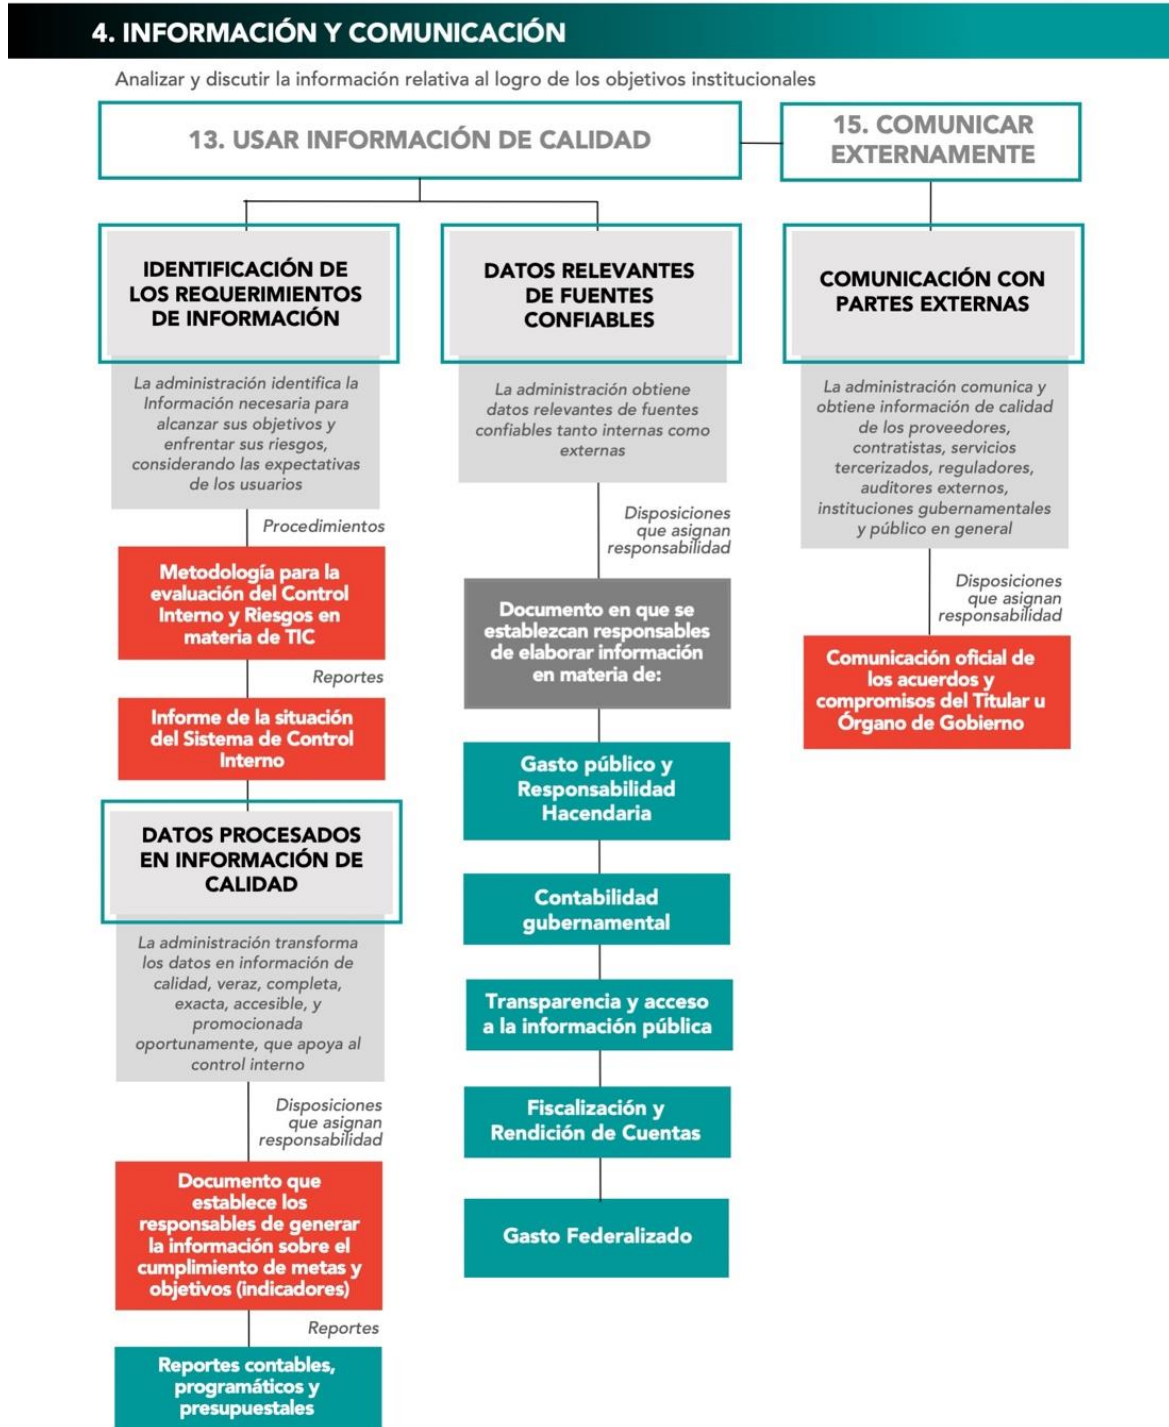 4. INFORMACIÓN Y COMUNICACIÓN
Analizar y discutir la información relativa al logro de los objetivos institucionales
13. USAR INFORMACIÓN DE CALIDAD
15. COMUNICAR
EXTERNAMENTE
IDENTIFICACIÓN DE
LOS REQUERIMIENTOS
DE INFORMACIÓN
La administración identifica la
Información necesaria para
alcanzar sus objetivos y
enfrentar sus riesgos,
considerando las expectativas
de los usuarios
Procedimientos
Metodología para la
evaluación del Control
Interno y Riesgos en
materia de TIC
Reportes
Informe de la situación
del Sistema de Control
Interno
DATOS PROCESADOS
EN INFORMACIÓN DE
CALIDAD
La administración transforma
los datos en información de
calidad, veraz, completa,
exacta, accesible, y
promocionada
oportunamente, que apoya al
control interno
Disposiciones
que asignan
responsabilidad
Documento que
establece los
responsables de generar
la información sobre el
cumplimiento de metas y
objetivos (indicadores)
Reportes
Reportes contables,
programáticos y
presupuestales
DATOS RELEVANTES
DE FUENTES
CONFIABLES
La administración obtiene
datos relevantes de fuentes
confiables tanto internas como
externas
Disposiciones
que asignan
responsabilidad
Documento en que se
establezcan responsables
de elaborar información
en materia de:
Gasto público y
Responsabilidad
Hacendaria
Contabilidad
gubernamental
Transparencia y acceso
a la información pública
Fiscalización y
Rendición de Cuentas
Gasto Federalizado
COMUNICACIÓN CON
PARTES EXTERNAS
La administración comunica y
obtiene información de calidad
de los proveedores,
contratistas, servicios
tercerizados, reguladores,
auditores externos,
instituciones gubernamentales
y público en general
Disposiciones
que asignan
responsabilidad
Comunicación oficial de
los acuerdos y
compromisos del Titular u
Órgano de Gobierno